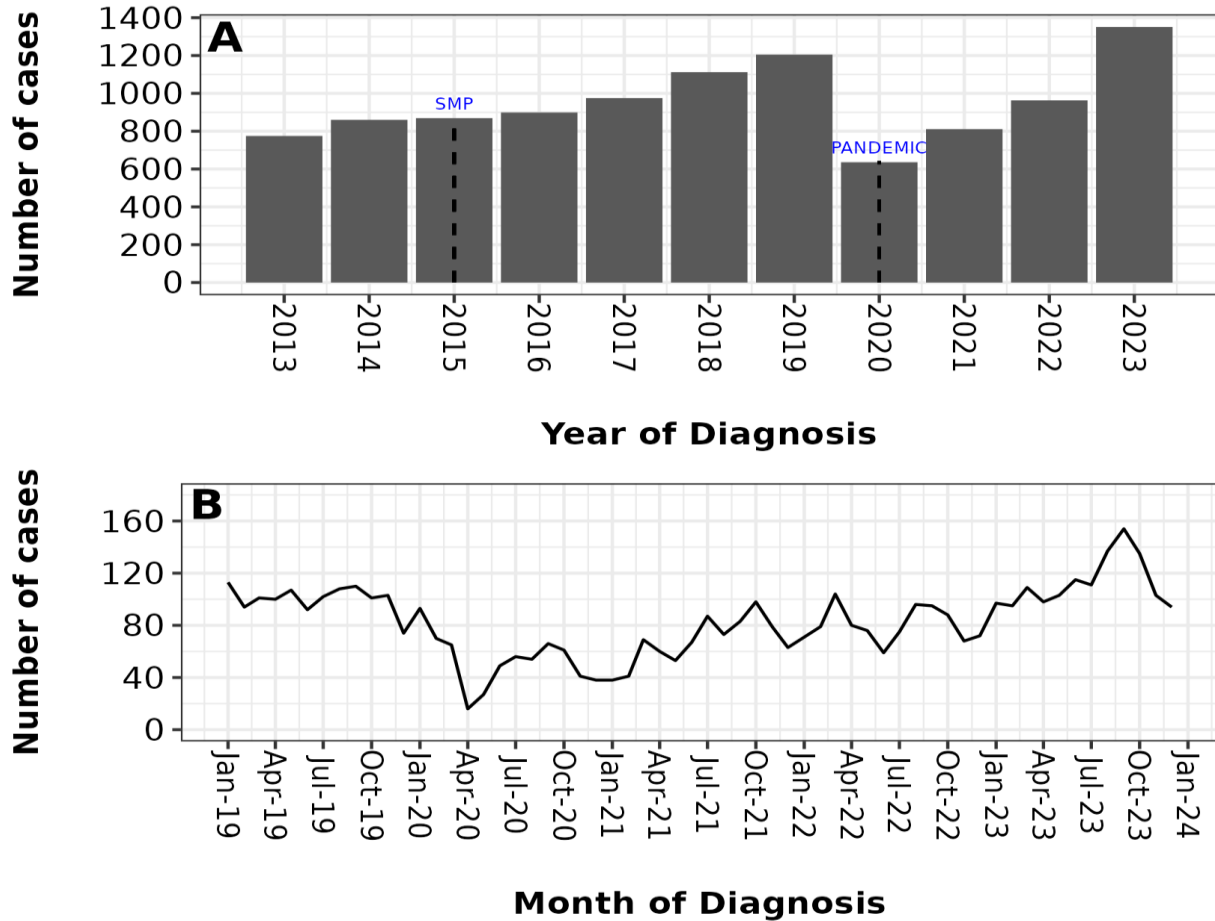 A
Number of cases
1400
1200
1000
800
600
400
200
0
SMP
PANDEMIC
2013
2014
2015
2016
2017
2018
2019
2020
2021
2022
2023
Year of Diagnosis
B
Number of cases
160
120
80
40
0
Jan-19
Apr-19
Jul-19
Oct-19
Jan-20
Apr-20
Jul-20
Oct-20
Jan-21
Apr-21
Jul-21
Oct-21
Jan-22
Apr-22
Jul-22
Oct-22
Jan-23
Apr-23
Jul-23
Oct-23
Jan-24
Month of Diagnosis